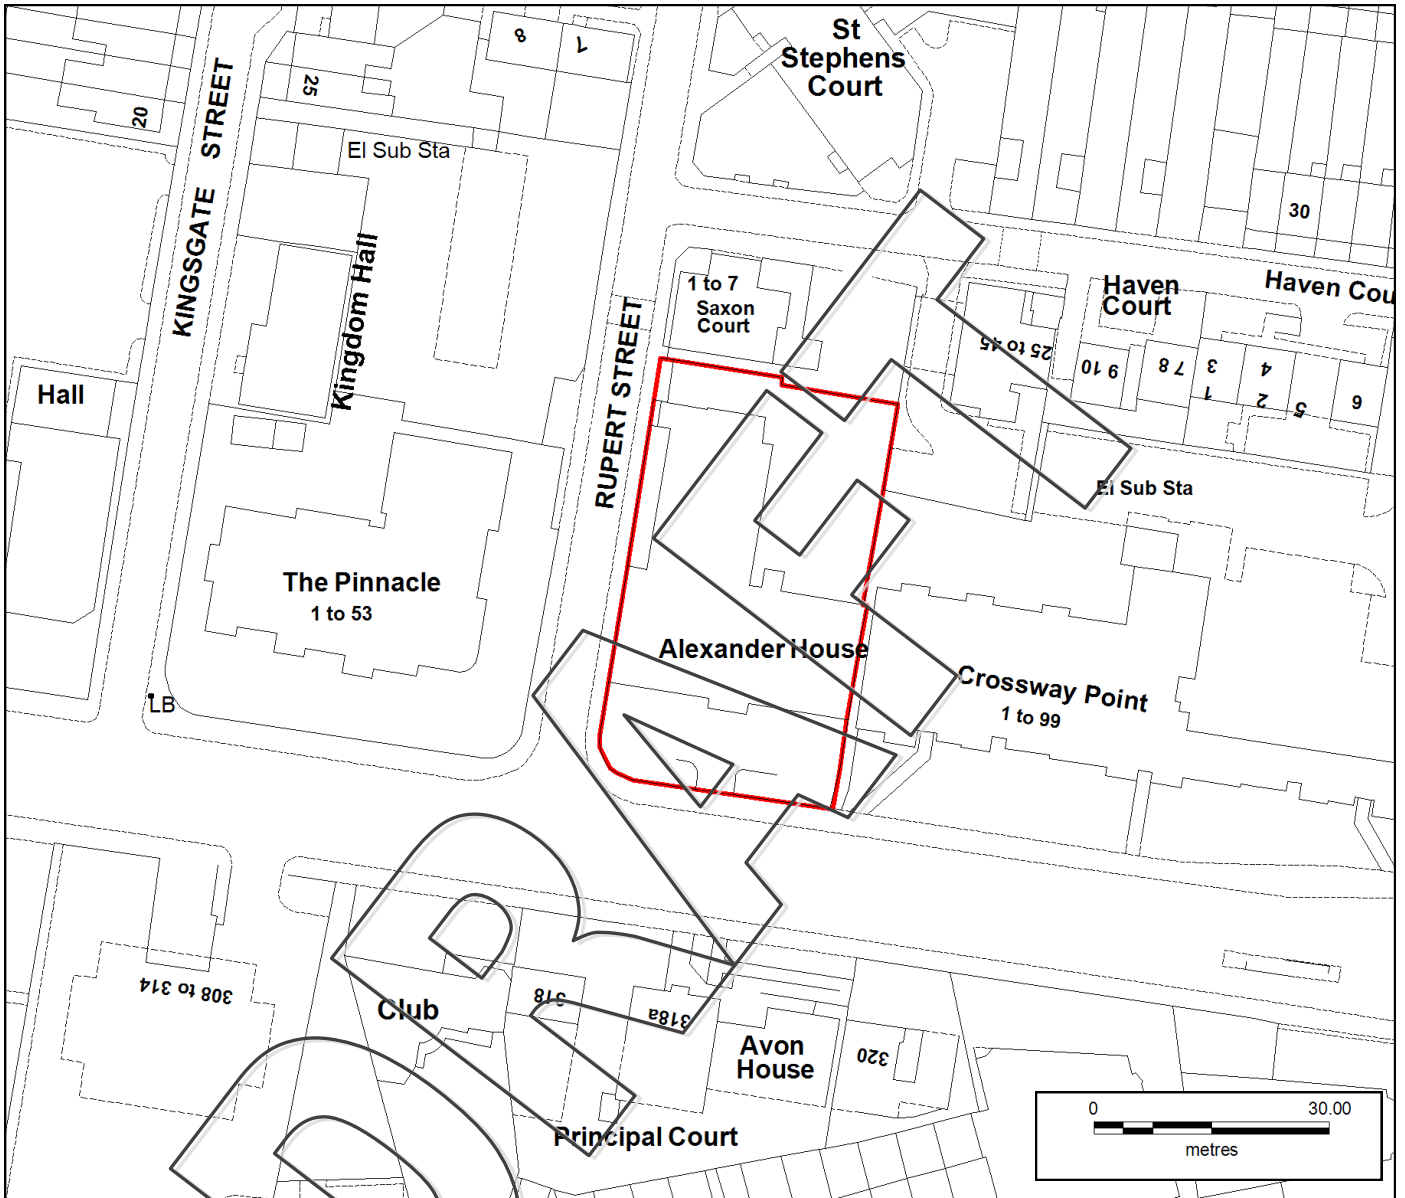 St
Stephens
Court
8
7
25
20
KINGSGATE STREET
El Sub Sta
30
Kingdom Hall
1 to 7
Saxon
Court
Haven
Court
Haven Cou
RUPERT STREET
25 to 45
9 10
7 8
3
1
4
2
5
6
Hall
El Sub Sta
The Pinnacle
1 to 53
Alexander House
Crossway Point
1 to 99
LB
DRAFT
308 to 314
Club
318
318a
Avon
House
320
Principal Court
0 30.00
metres